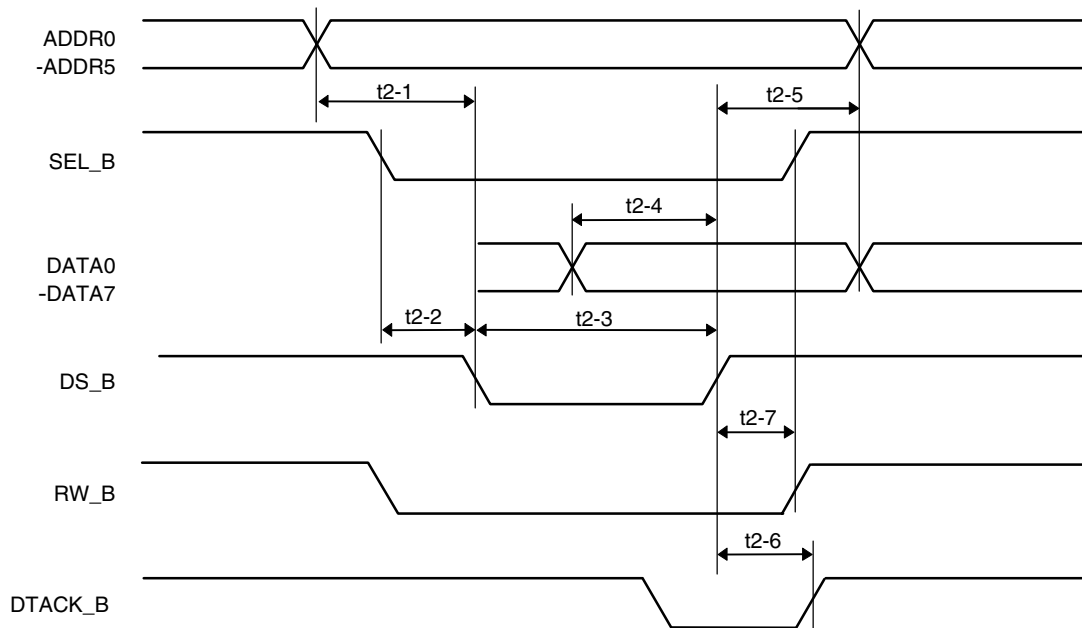 ADDR0
-ADDR5
t2-1
t2-5
SEL_B
t2-4
DATA0
-DATA7
t2-2
t2-3
DS_B
t2-7
RW_B
t2-6
DTACK_B